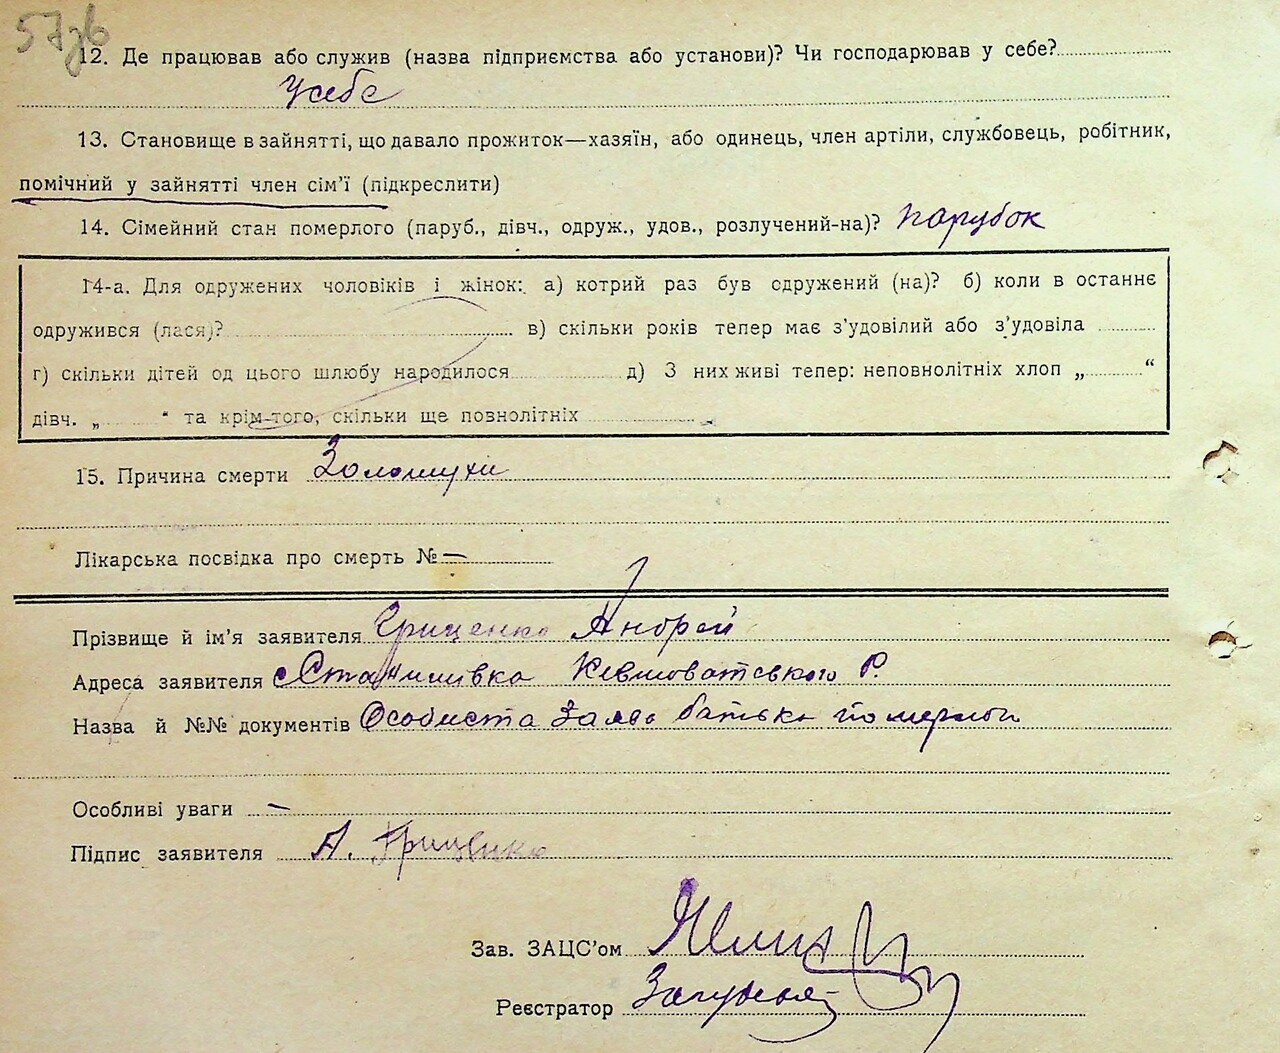 57зв
12. Де працював або служив (назва підприємства або установи)? Чи господарював у себе?
Усебе
13. Становище в зайнятті, що давало прожиток—хазяїн, або одинець, член артіли, службовець, робітник,
помічний у зайнятті член сім'ї (підкреслити)
14. Сімейний стан померлого (паруб., дівч., одруж., удов., розлучений-на)? Парубок
14-а. Для одружених чоловіків і жінок: а) котрий раз був одружений (на)? б) коли в останнє
одружився (лася)? в) скільки років тепер має з'удовілий або з'удовіла
г) скільки дітей од цього шлюбу народилося д) З них живі тепер: неповнолітніх хлоп „ “
дівч. „ “ та крім-того, скільки ще повнолітніх
15. Причина смерти Золотухи
Лікарська посвідка про смерть № —
Прізвище й ім'я заявителя Гриценко Андрей
Адреса заявителя с Станишівка Кевшоватського Р.
Назва й №№ документів Особиста Заява батька
Особливі уваги —
Підпис заявителя А. Гриценко
Зав. ЗАЦС'ом
Реєстратор